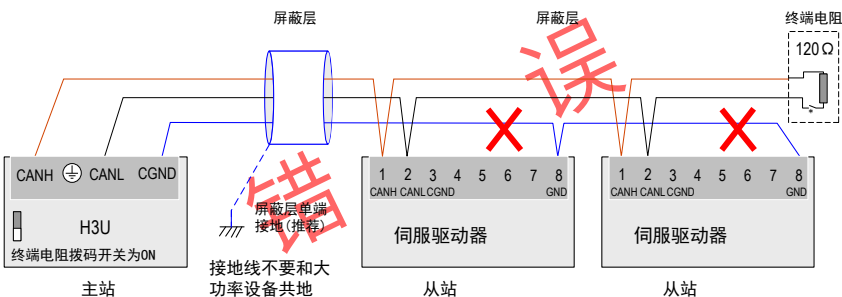 屏蔽层
屏蔽层
终端电阻
120Ω
错误
CANH CANL CGND
1 2 3 4 5 6 7 8
CANH CANL CGND GND
1 2 3 4 5 6 7 8
CANH CANL CGND GND
H3U
终端电阻拨码开关为ON
屏蔽层单端
接地(推荐)
伺服驱动器
伺服驱动器
接地线不要和大
功率设备共地
主站
从站
从站